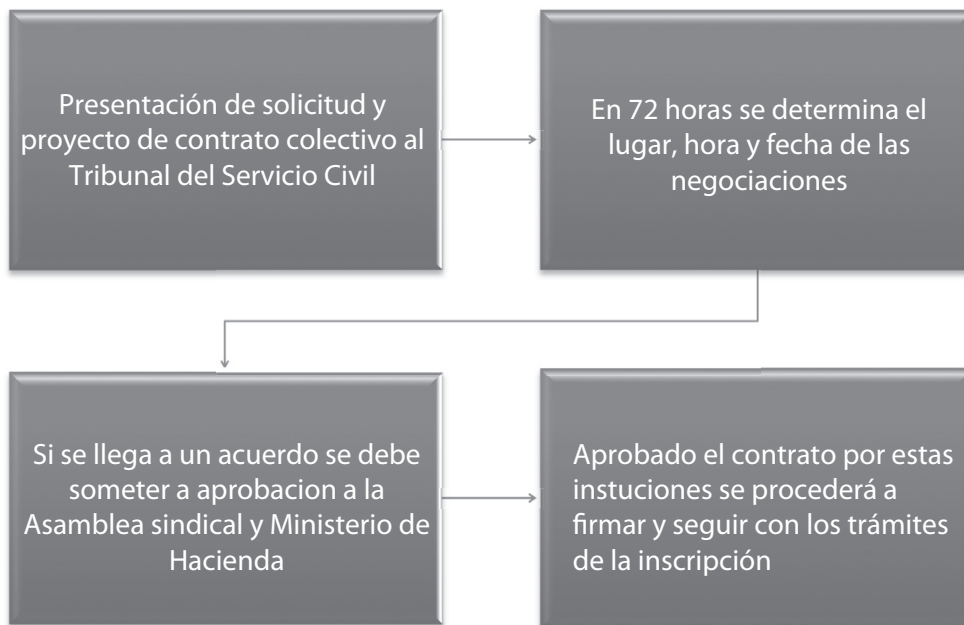 Presentación de solicitud y
proyecto de contrato colectivo al
Tribunal del Servicio Civil
En 72 horas se determina el
lugar, hora y fecha de las
negociaciones
Si se llega a un acuerdo se debe
someter a aprobacion a la
Asamblea sindical y Ministerio de
Hacienda
Aprobado el contrato por estas
instuciones se procederá a
firmar y seguir con los trámites
de la inscripción